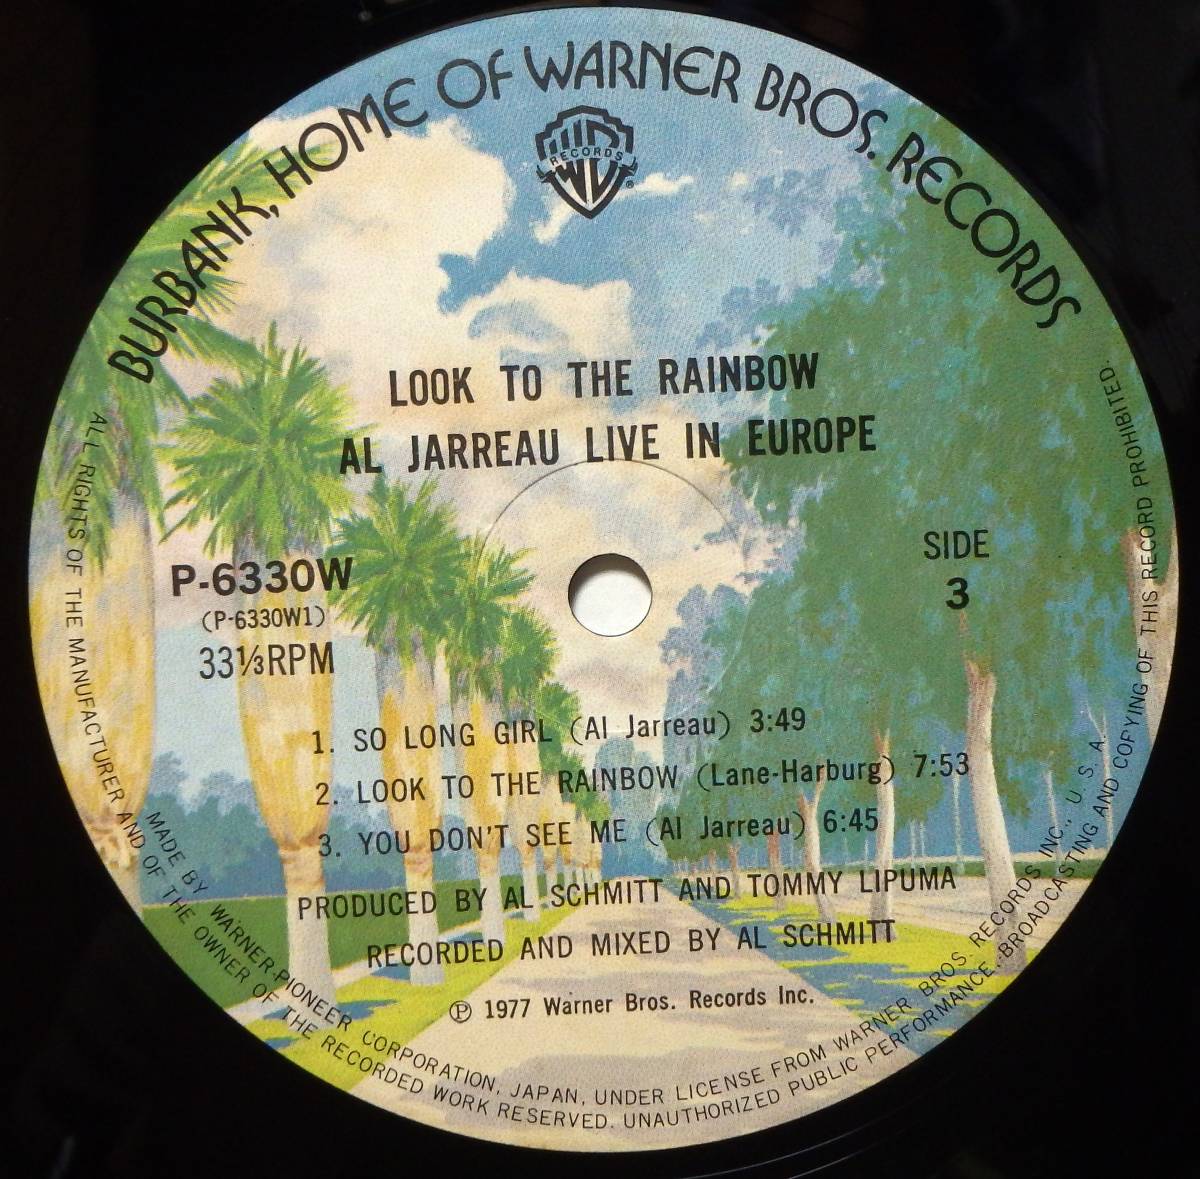 BURBANK, HOME OF WARNER BROS. RECORDS
W
RECORDS
®
LOOK TO THE RAINBOW
AL JARREAU LIVE IN EUROPE
P-6330W
(P-6330W1)
33⅓RPM
SIDE
3
1. SO LONG GIRL (Al Jarreau) 3:49
2. LOOK TO THE RAINBOW (Lane-Harburg) 7:53
3. YOU DON'T SEE ME (Al Jarreau) 6:45
PRODUCED BY AL SCHMITT AND TOMMY LIPUMA
RECORDED AND MIXED BY AL SCHMITT
℗ 1977 Warner Bros. Records Inc.
MADE BY WARNER-PIONEER CORPORATION, JAPAN, UNDER LICENSE FROM WARNER BROS. RECORDS INC., U. S. A.
ALL RIGHTS OF THE MANUFACTURER AND OF THE OWNER OF THE RECORDED WORK RESERVED. UNAUTHORIZED PUBLIC PERFORMANCE, BROADCASTING AND COPYING OF THIS RECORD PROHIBITED.